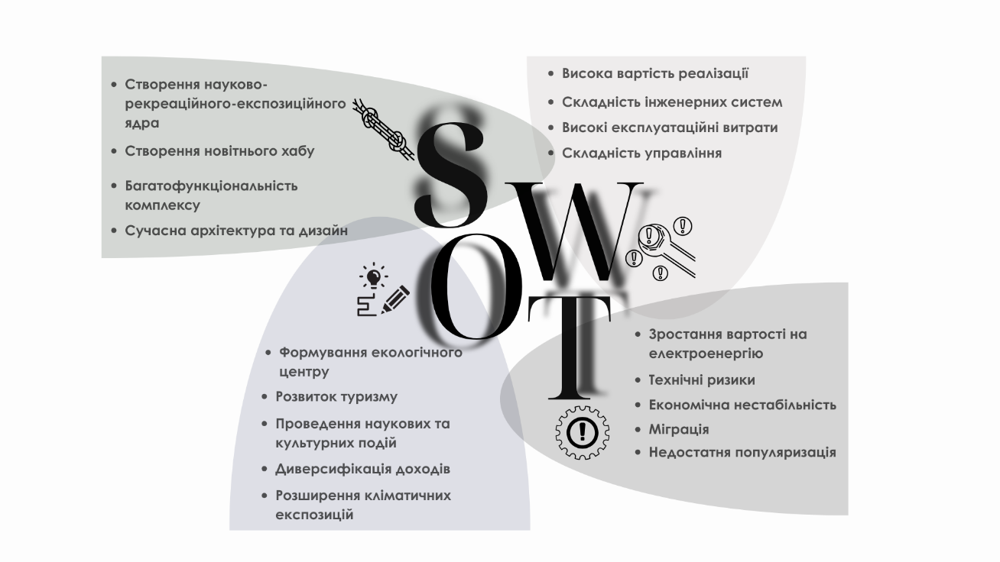 • Створення науково-
рекреаційного-експозиційного
ядра
• Створення новітнього хабу
• Багатофункціональність
комплексу
• Сучасна архітектура та дизайн
S
• Висока вартість реалізації
• Складність інженерних систем
• Високі експлуатаційні витрати
• Складність управління
W
O
• Формування екологічного
центру
• Розвиток туризму
• Проведення наукових та
культурних подій
• Диверсифікація доходів
• Розширення кліматичних
експозицій
T
• Зростання вартості на
електроенергію
• Технічні ризики
• Економічна нестабільність
• Міграція
• Недостатня популяризація